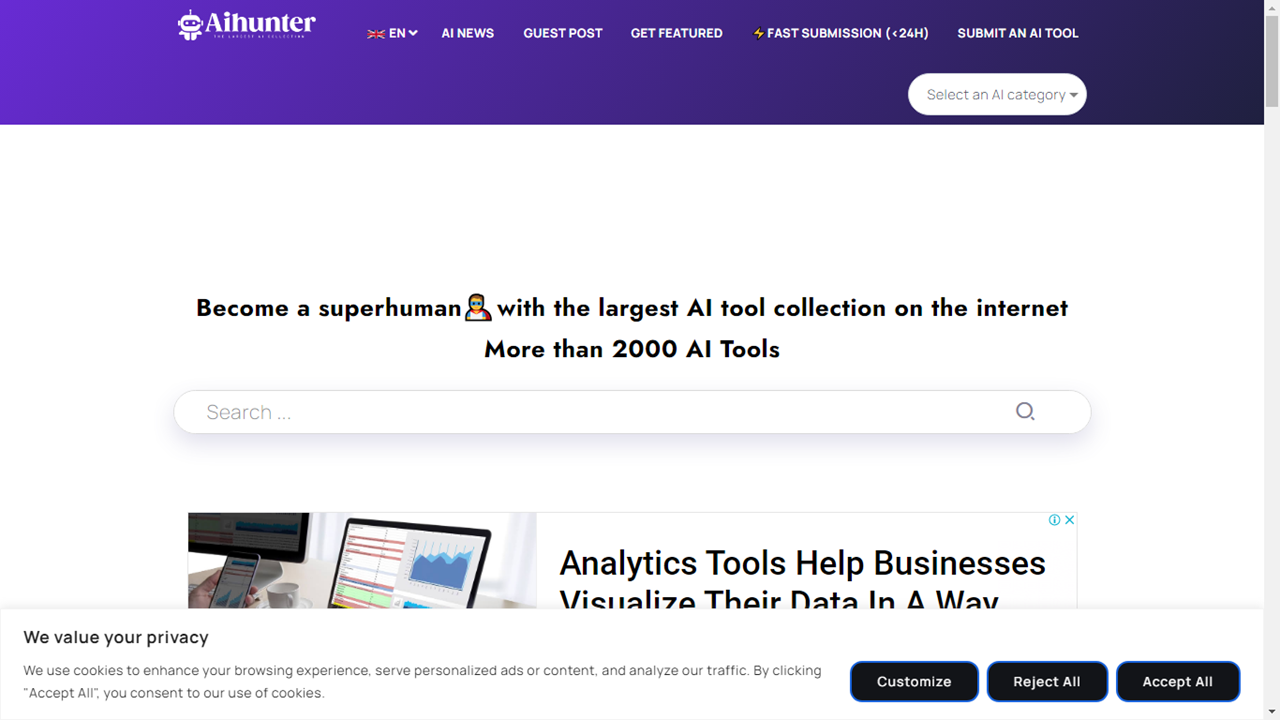 Aihunter
THE LARGEST AI COLLECTION
EN
AI NEWS
GUEST POST
GET FEATURED
⚡FAST SUBMISSION (<24H)
SUBMIT AN AI TOOL
Select an AI category
Become a superhuman🦸with the largest AI tool collection on the internet
More than 2000 AI Tools
Search ...
Analytics Tools Help Businesses
Visualize Their Data In A Way
We value your privacy
We use cookies to enhance your browsing experience, serve personalized ads or content, and analyze our traffic. By clicking
"Accept All", you consent to our use of cookies.
Customize
Reject All
Accept All